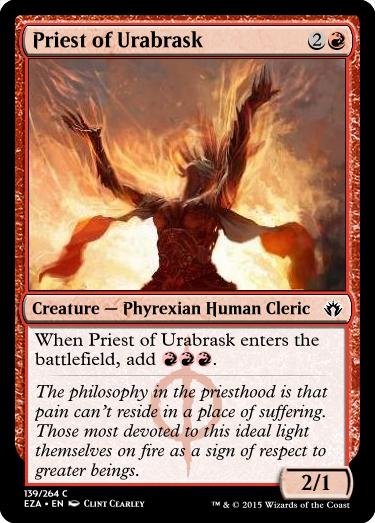 Priest of Urabrask 2
Creature — Phyrexian Human Cleric
When Priest of Urabrask enters the
battlefield, add .
The philosophy in the priesthood is that
pain can't reside in a place of suffering.
Those most devoted to this ideal light
themselves on fire as a sign of respect to
greater beings.
2/1
139/264 C
EZA • EN CLINT CEARLEY
™ & © 2015 Wizards of the Coast